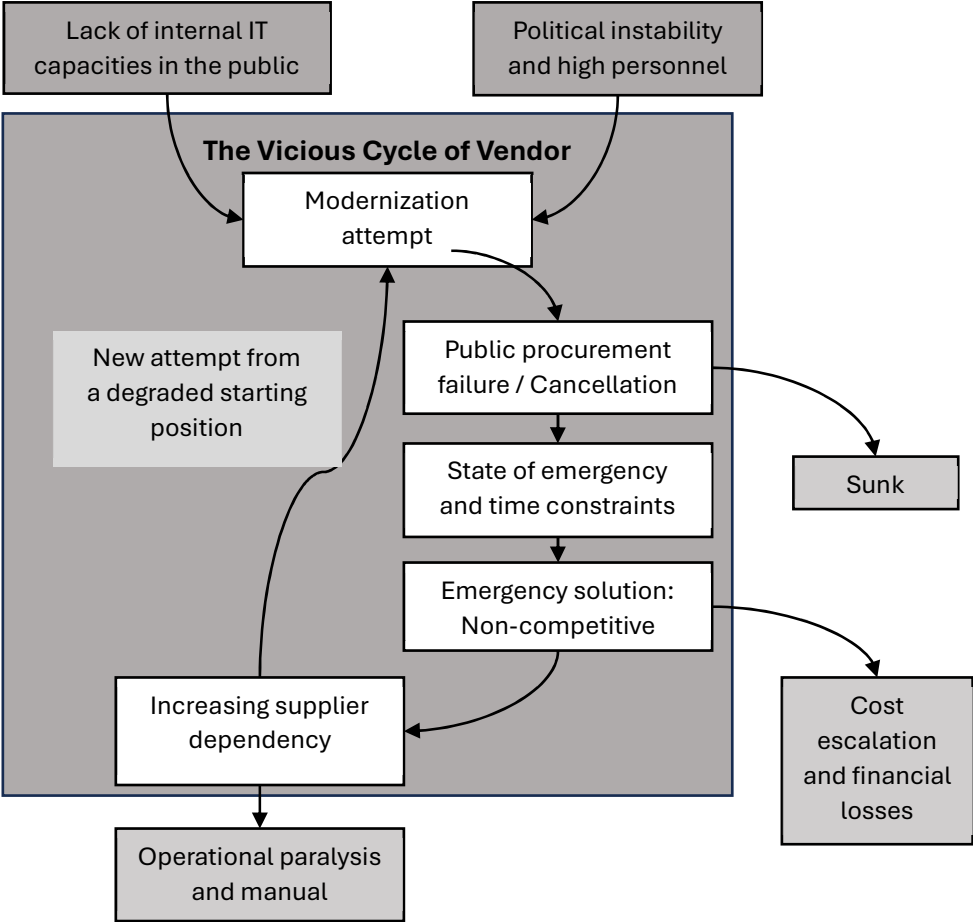 Lack of internal IT
capacities in the public
Political instability
and high personnel
The Vicious Cycle of Vendor
Modernization
attempt
New attempt from
a degraded starting
position
Public procurement
failure / Cancellation
State of emergency
and time constraints
Sunk
Emergency solution:
Non-competitive
Increasing supplier
dependency
Cost
escalation
and financial
losses
Operational paralysis
and manual